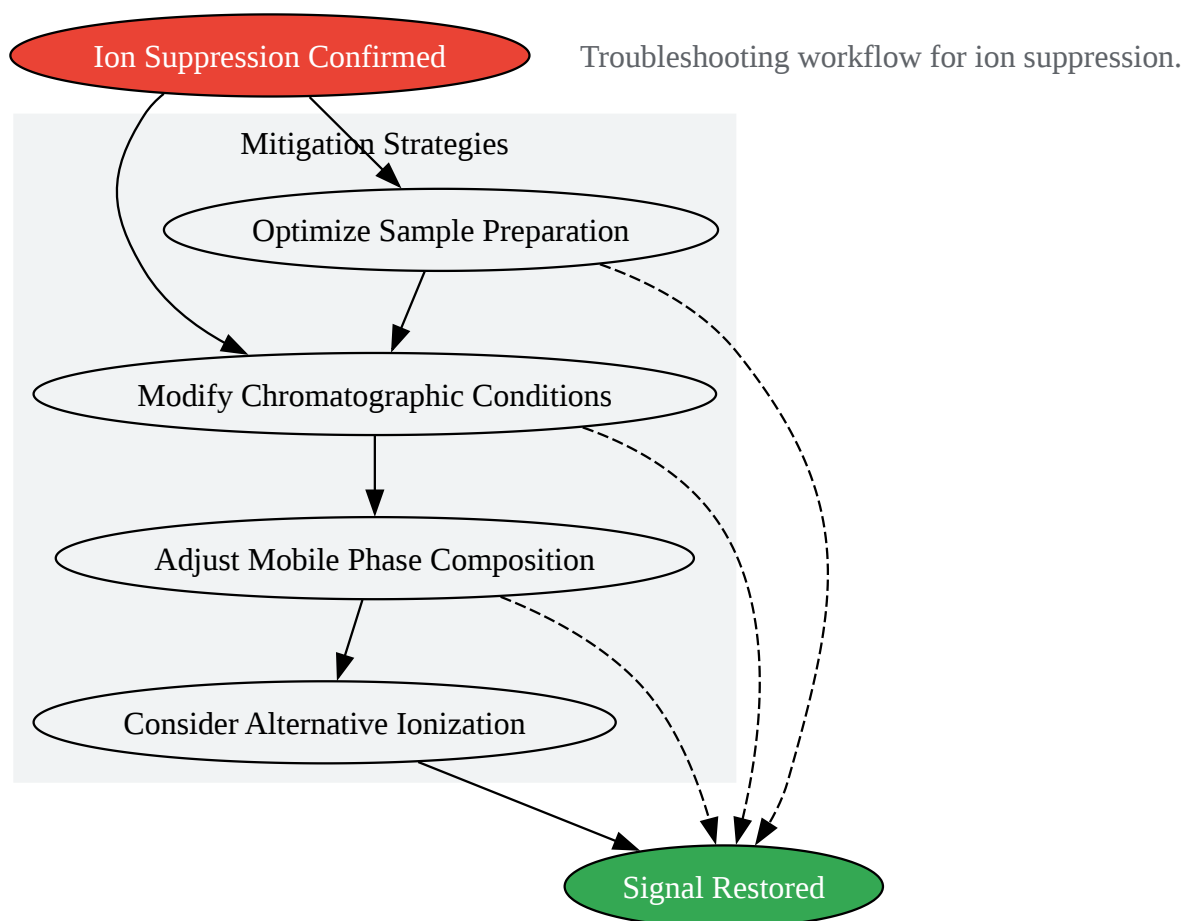 Ion Suppression Confirmed
Troubleshooting workflow for ion suppression.
Mitigation Strategies
Optimize Sample Preparation
Modify Chromatographic Conditions
Adjust Mobile Phase Composition
Consider Alternative Ionization
Signal Restored